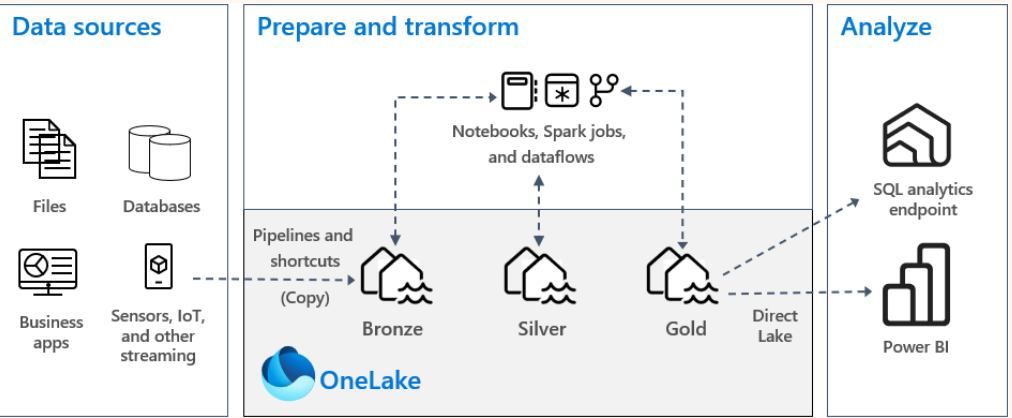 Data sources
Files
Databases
Business
apps
Sensors, IoT,
and other
streaming
Prepare and transform
Notebooks, Spark jobs,
and dataflows
Pipelines and
shortcuts
(Copy)
Bronze
Silver
Gold
Direct
Lake
OneLake
Analyze
SQL analytics
endpoint
Power BI